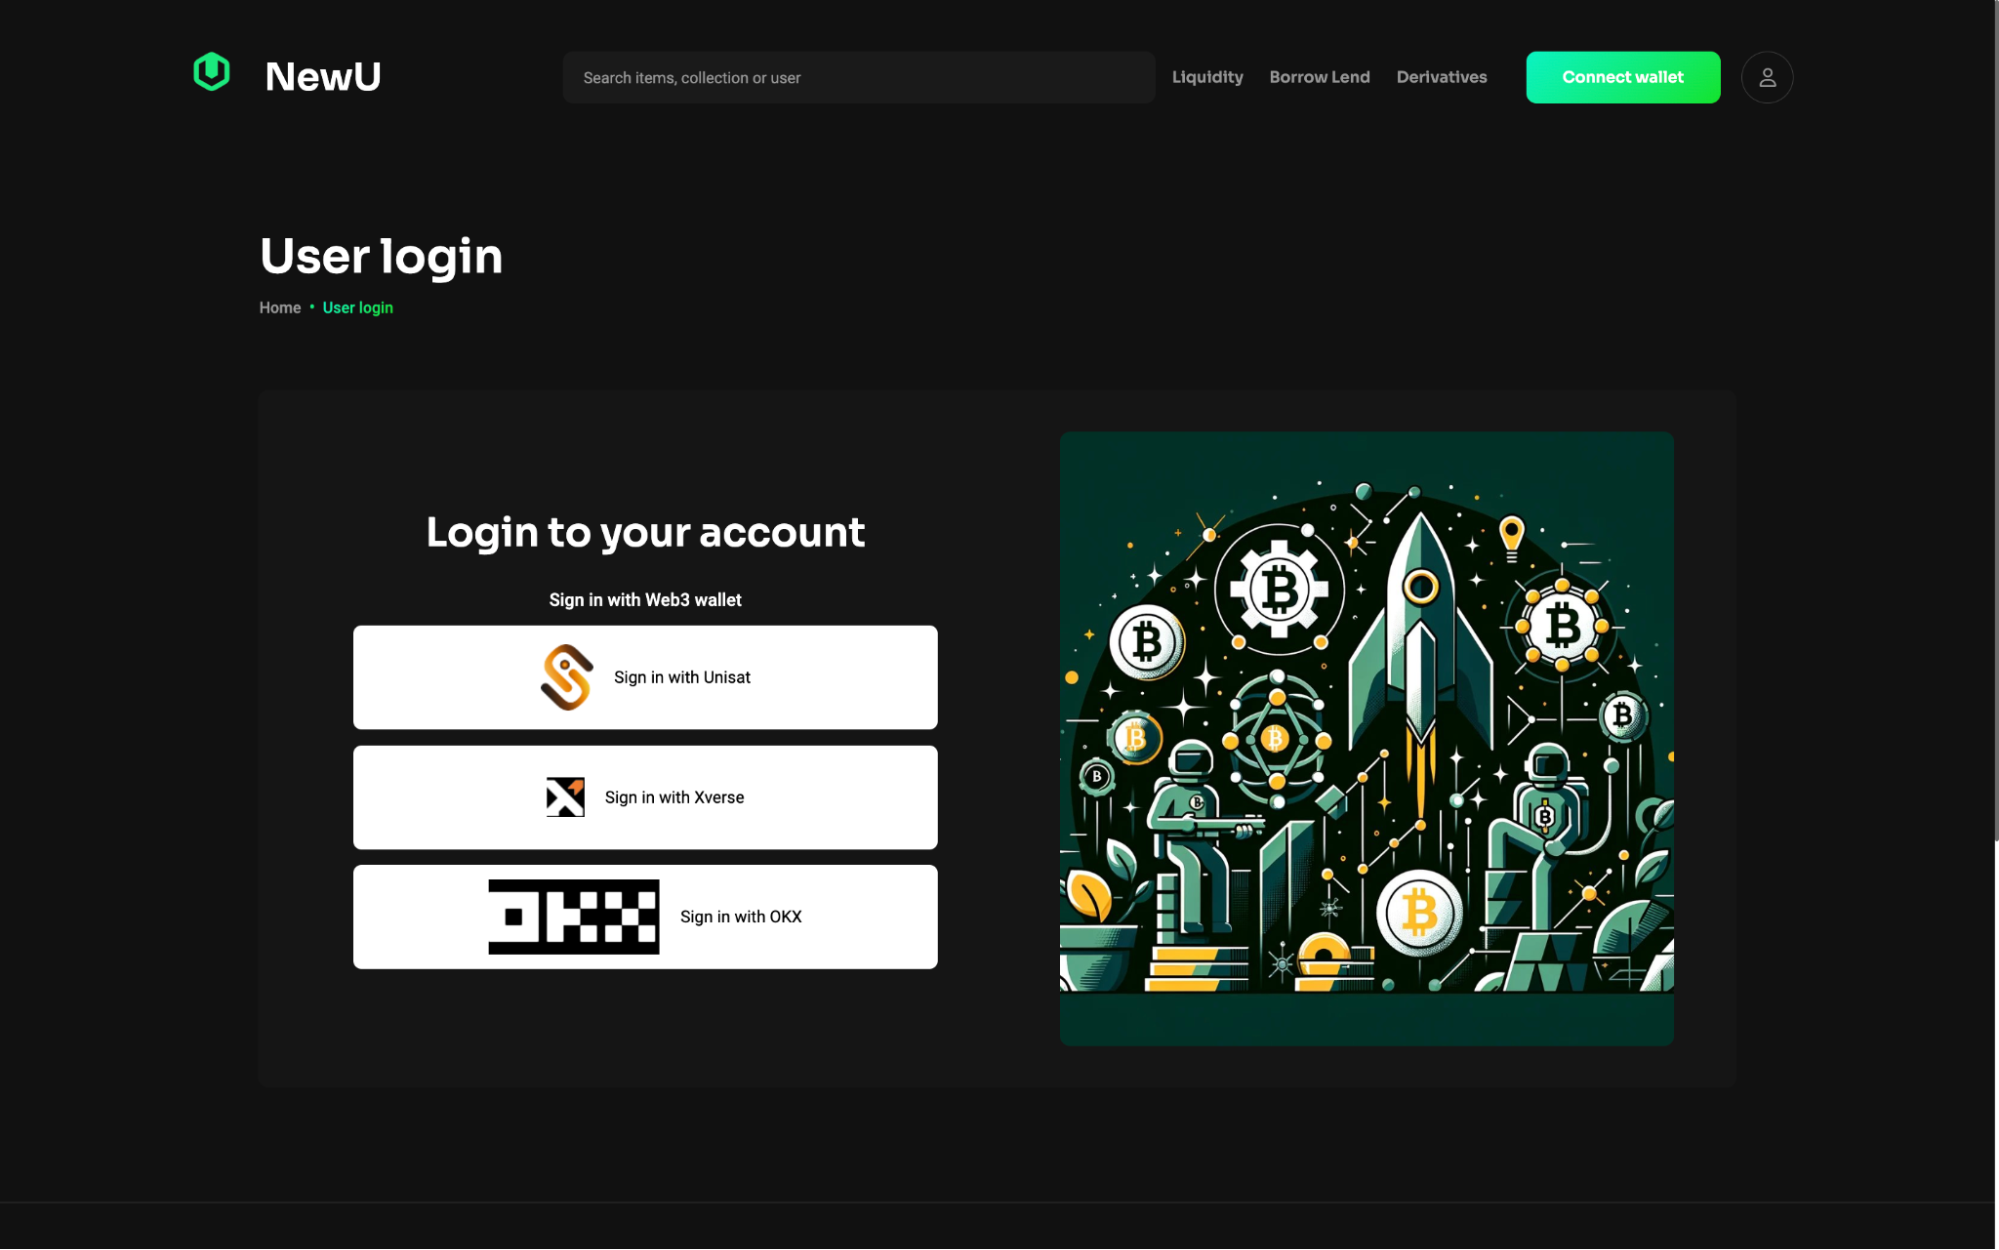 NewU
Search items, collection or user
Liquidity
Borrow Lend
Derivatives
Connect wallet
User login
Home • User login
Login to your account
Sign in with Web3 wallet
Sign in with Unisat
Sign in with Xverse
OKX Sign in with OKX